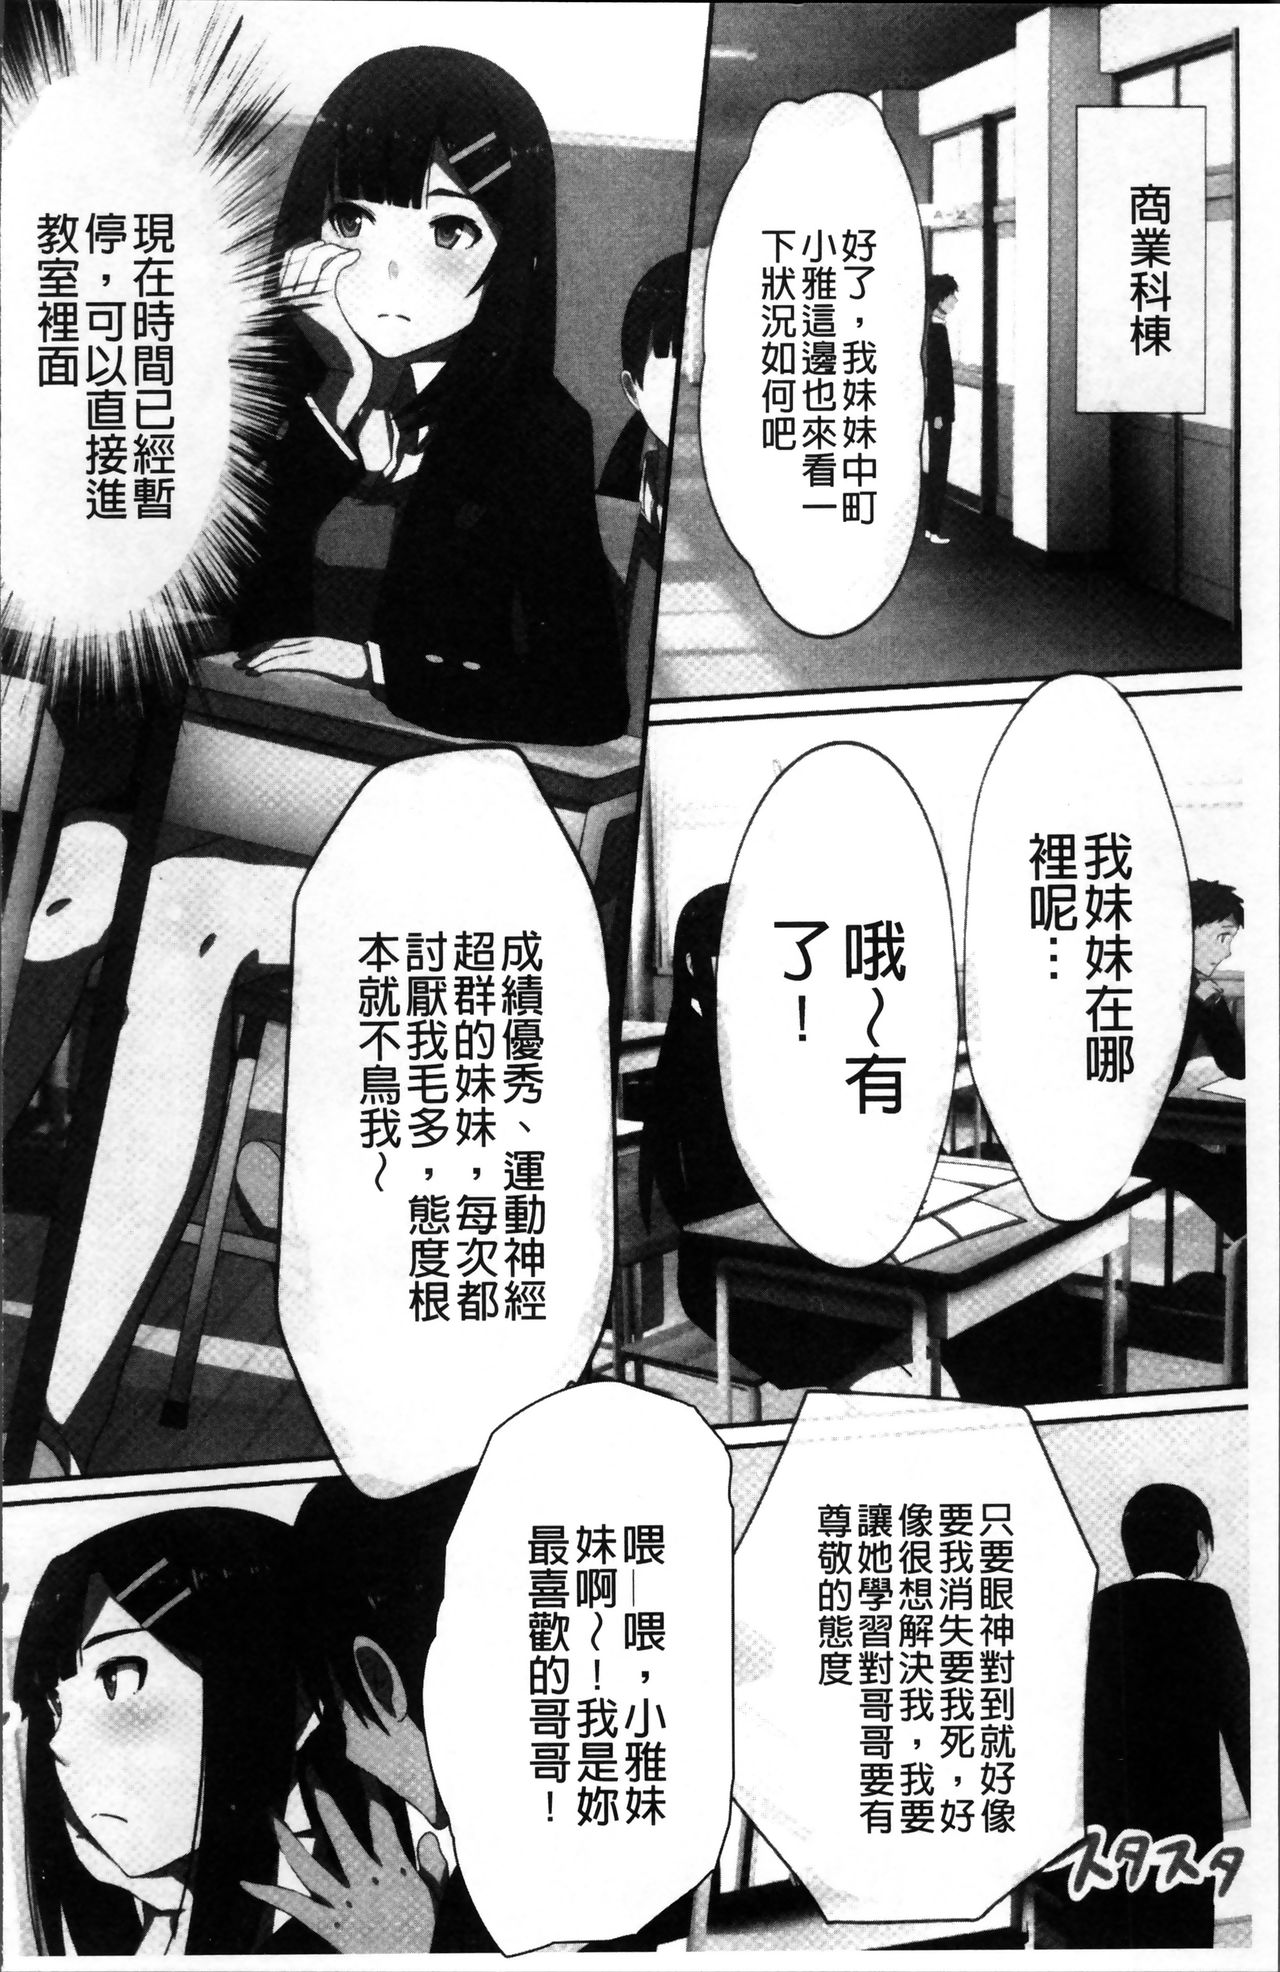 商業科棟
好了，我妹妹中町
小雅這邊也來看一
下狀況如何吧
A-2
現在時間已經暫
停，可以直接進
教室裡面
我妹妹在哪
裡呢…
哦～有
了！
成績優秀、運動神經
超群的妹妹，每次都
討厭我毛多，態度根
本就不鳥我～
只要眼神對到就好像
要我消失要我死，好
像很想解決我，我要
讓她學習對哥哥要有
尊敬的態度
スタスタ
喂—喂，小雅妹
妹啊～！我是妳
最喜歡的哥哥！